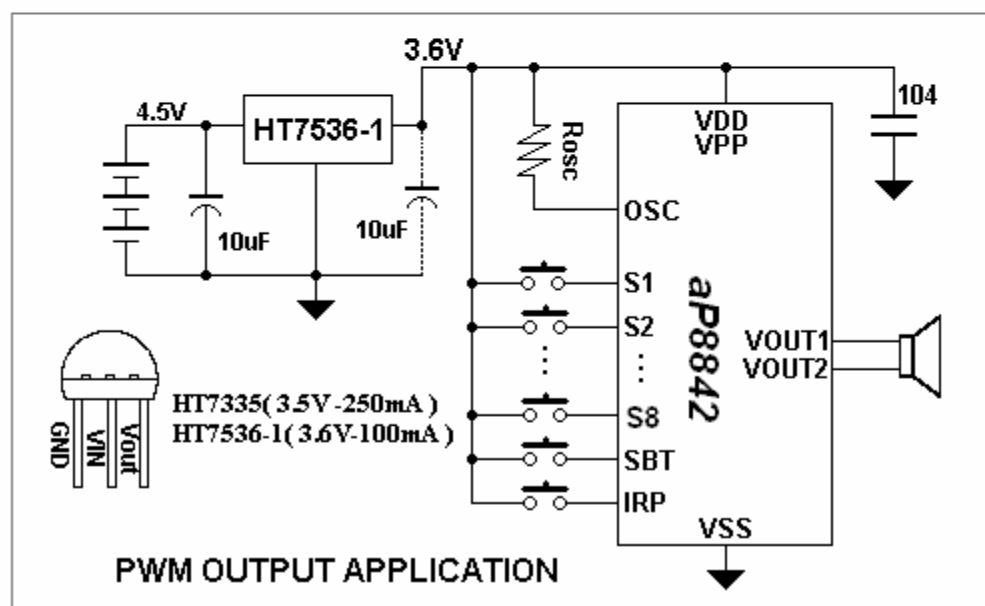 3.6V
4.5V
HT7536-1
104
VDD
VPP
Rosc
OSC
10uF
10uF
S1
S2
aP8842
VOUT1
VOUT2
HT7335( 3.5V-250mA )
HT7536-1( 3.6V-100mA )
S8
GND
VIN
Vout
SBT
IRP
VSS
PWM OUTPUT APPLICATION